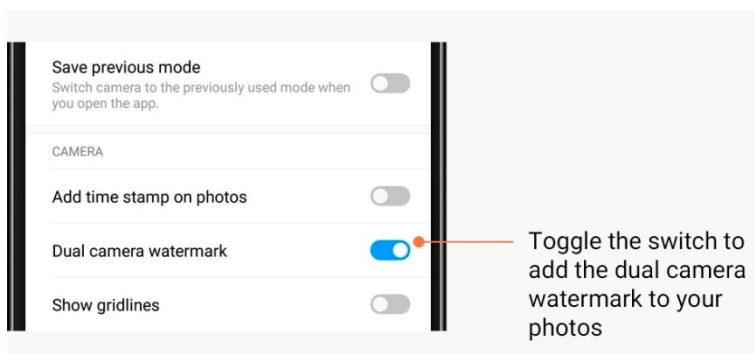 Save previous mode
Switch camera to the previously used mode when
you open the app.
CAMERA
Add time stamp on photos
Dual camera watermark
Show gridlines
Toggle the switch to
add the dual camera
watermark to your
photos